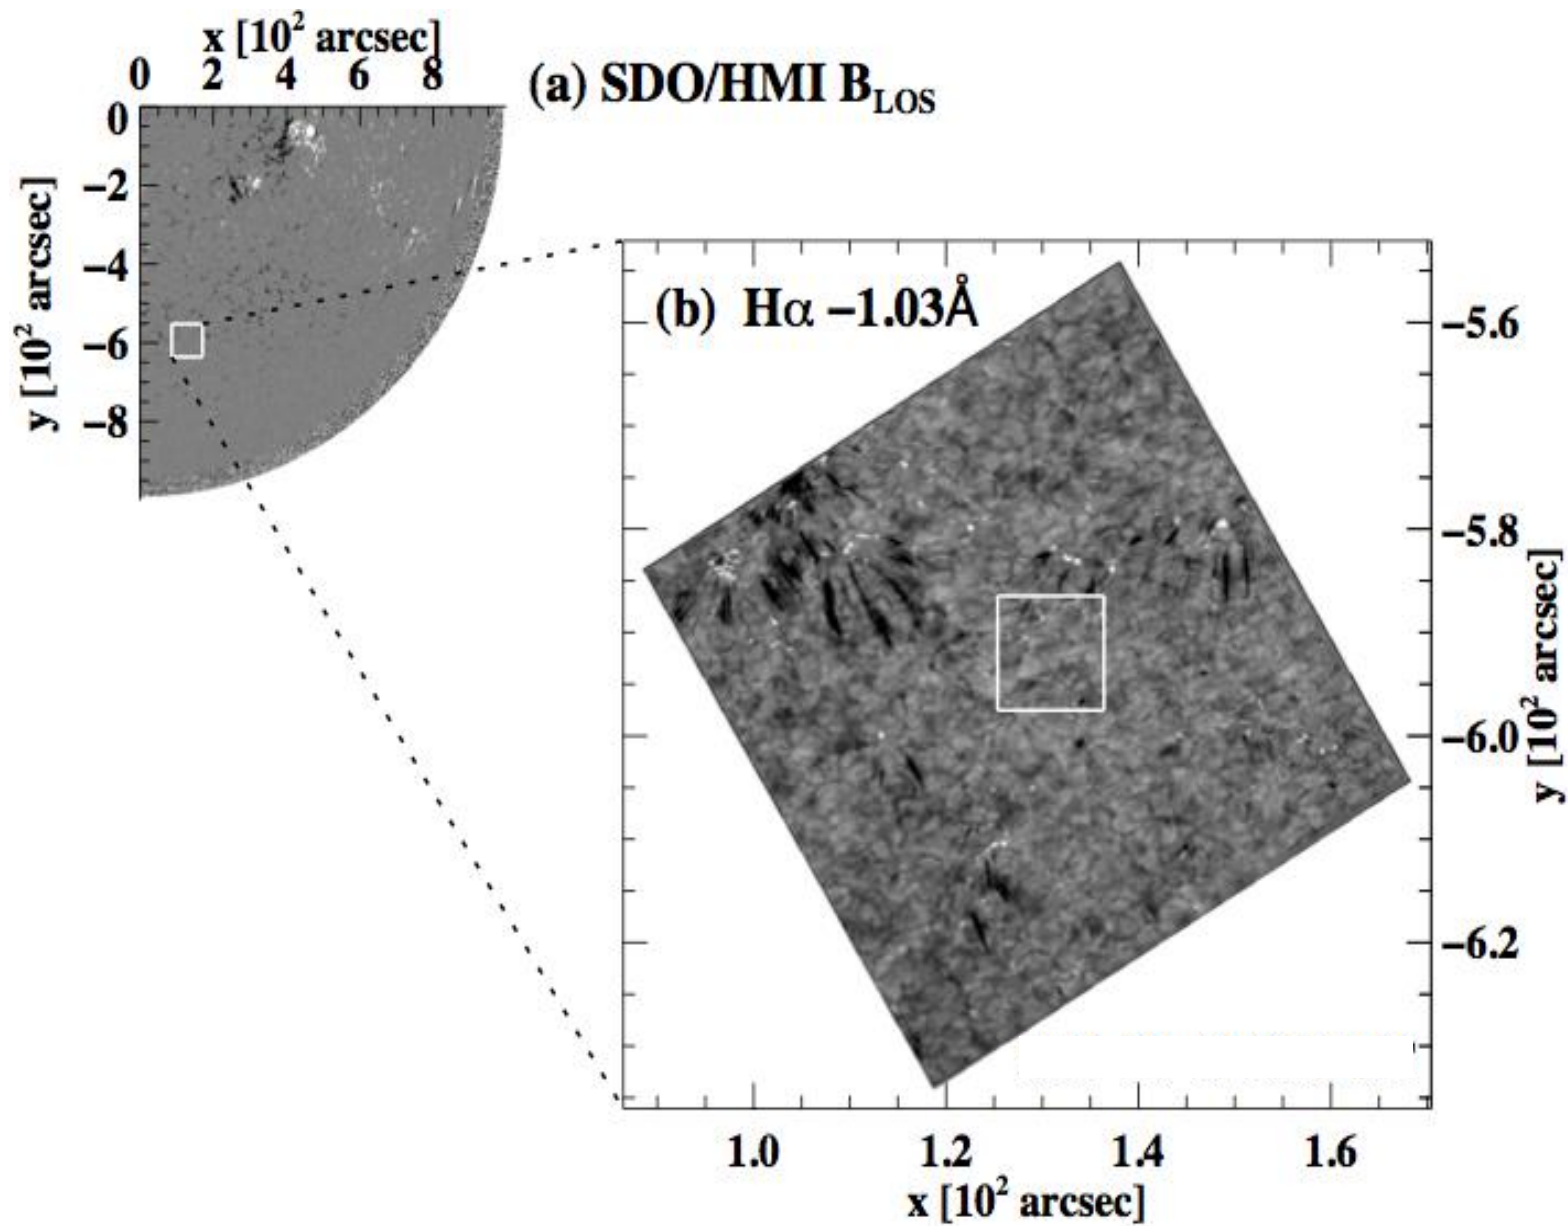 x [10² arcsec]
0 2 4 6 8
(a) SDO/HMI B_LOS
0
−2
−4
−6
−8
y [10² arcsec]
(b) Hα −1.03Å
−5.6
−5.8
−6.0
−6.2
y [10² arcsec]
1.0 1.2 1.4 1.6
x [10² arcsec]